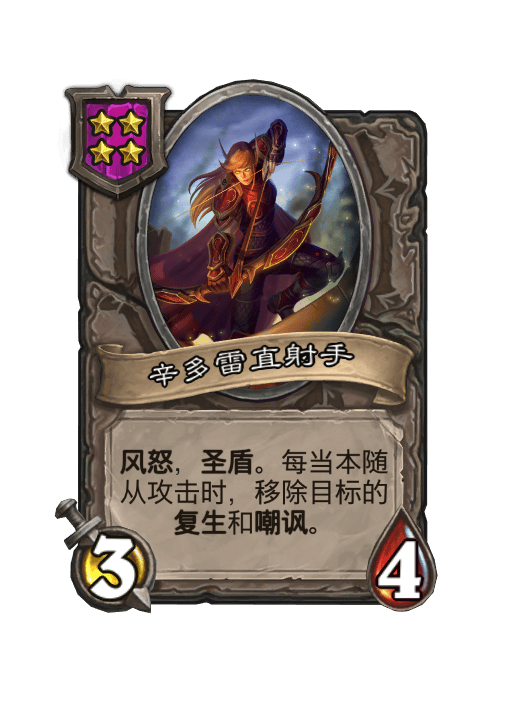 辛多雷直射手
风怒，圣盾。每当本随
从攻击时，移除目标的
复生和嘲讽。
3
4